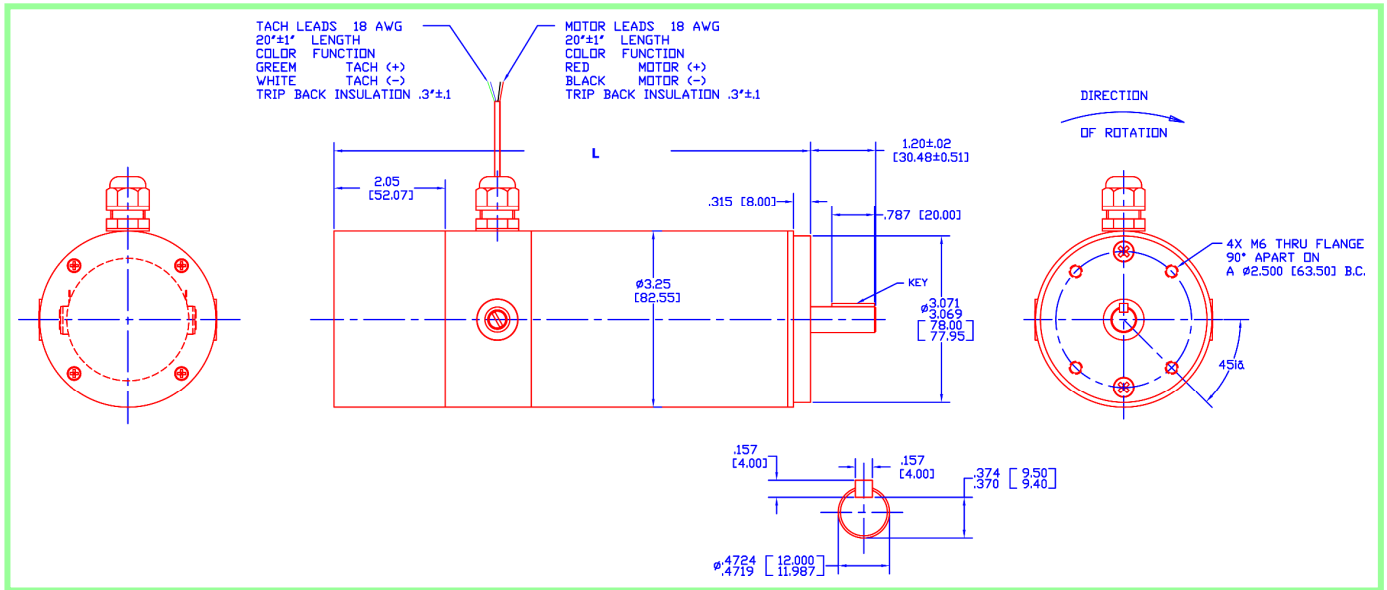 TACH LEADS 18 AWG
20"±1" LENGTH
COLOR FUNCTION
GREEM TACH (+)
WHITE TACH (-)
TRIP BACK INSULATION .3"±.1
MOTOR LEADS 18 AWG
20"±1" LENGTH
COLOR FUNCTION
RED MOTOR (+)
BLACK MOTOR (-)
TRIP BACK INSULATION .3"±.1
DIRECTION
OF ROTATION
L
1.20±.02
[30.48±0.51]
2.05
[52.07]
.315 [8.00]
.787 [20.00]
4X M6 THRU FLANGE
90° APART ON
A ø2.500 [63.50] B.C.
KEY
ø3.25
[82.55]
ø3.071
3.069
[78.00
77.95]
45ià
.157
[4.00]
.157
[4.00]
.374 [9.50]
.370 [9.40]
ø.4724 [12.000]
.4719 [11.987]